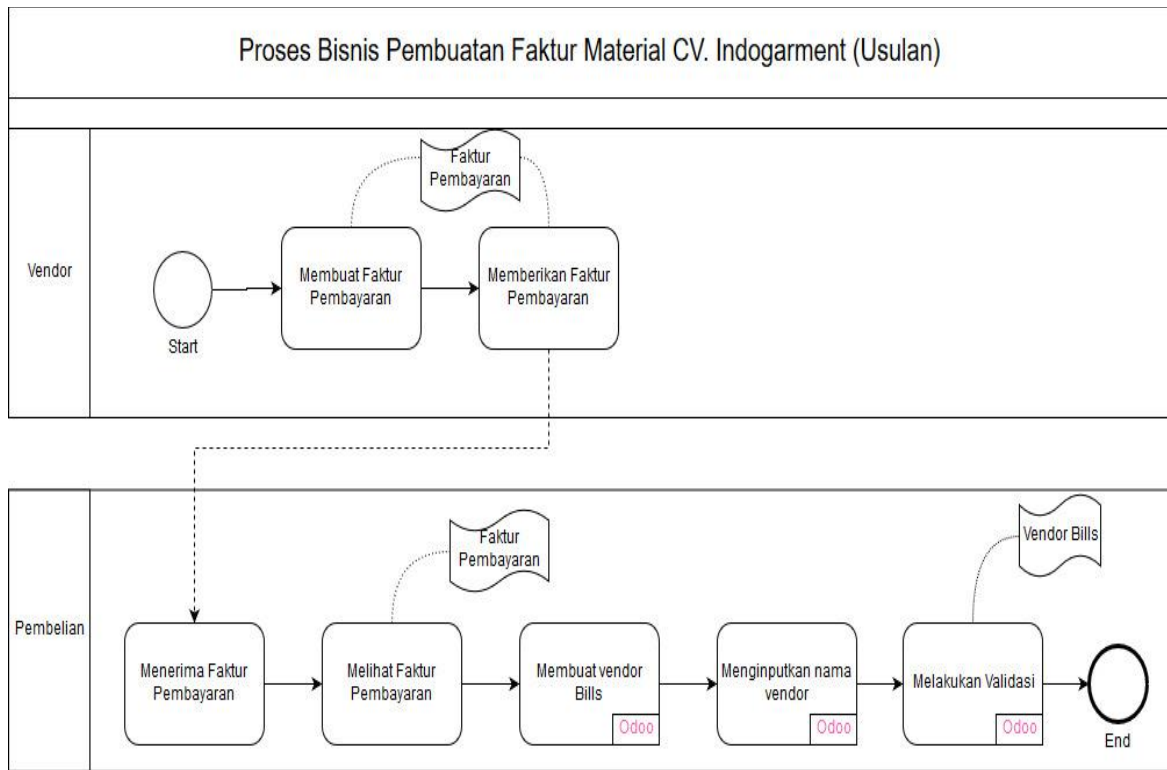 Proses Bisnis Pembuatan Faktur Material CV. Indogarment (Usulan)
Vendor
Faktur
Pembayaran
Start
Membuat Faktur
Pembayaran
Memberikan Faktur
Pembayaran
Pembelian
Faktur
Pembayaran
Vendor Bills
Menerima Faktur
Pembayaran
Melihat Faktur
Pembayaran
Membuat vendor
Bills
Odoo
Menginputkan nama
vendor
Odoo
Melakukan Validasi
Odoo
End